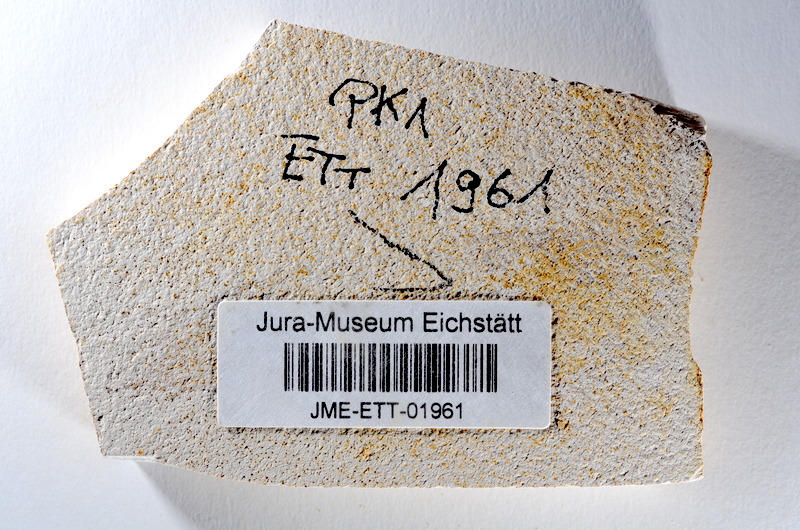 PK1
ETT 1961
Jura-Museum Eichstätt
JME-ETT-01961